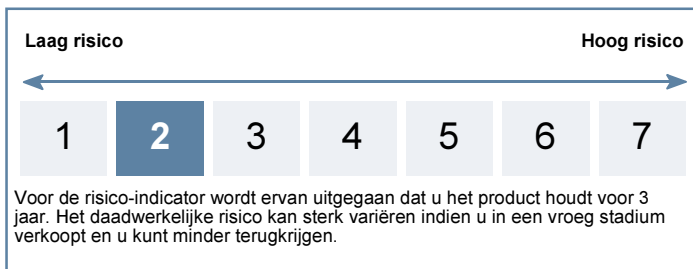 Laag risico Hoog risico
1 2 3 4 5 6 7
Voor de risico-indicator wordt ervan uitgegaan dat u het product houdt voor 3
jaar. Het daadwerkelijke risico kan sterk variëren indien u in een vroeg stadium
verkoopt en u kunt minder terugkrijgen.